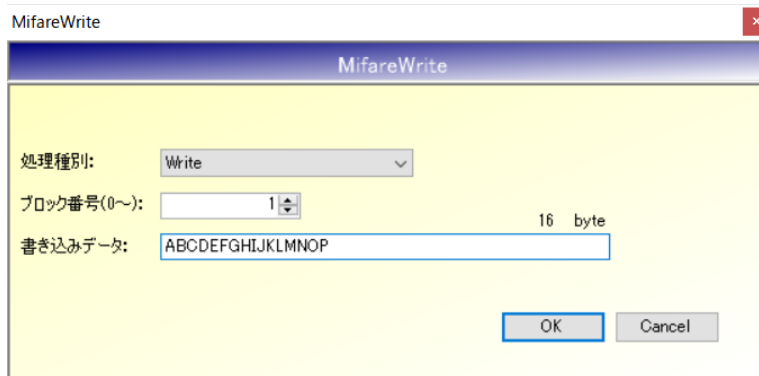 MifareWrite
MifareWrite
処理種別: Write
ブロック番号(0～): 1
16 byte
書き込みデータ: ABCDEFGHIJKLMNOP
OK Cancel